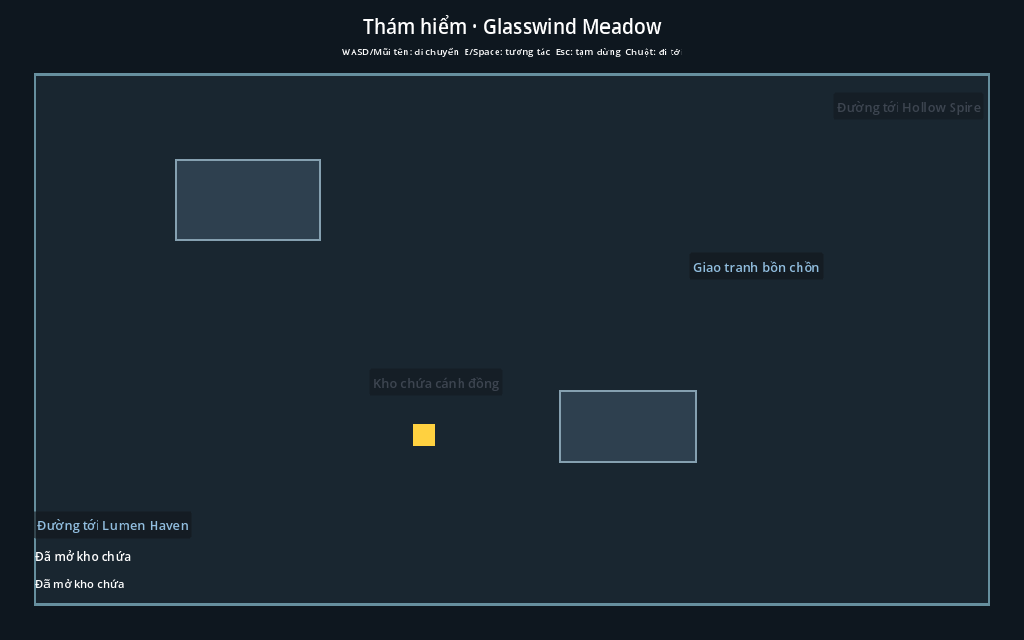 Thám hiểm · Glasswind Meadow
WASD/Mũi tên: di chuyển E/Space: tương tác Esc: tạm dừng Chuột: đi tới
Đường tới Hollow Spire
Giao tranh bồn chồn
Kho chứa cánh đồng
Đường tới Lumen Haven
Đã mở kho chứa
Đã mở kho chứa